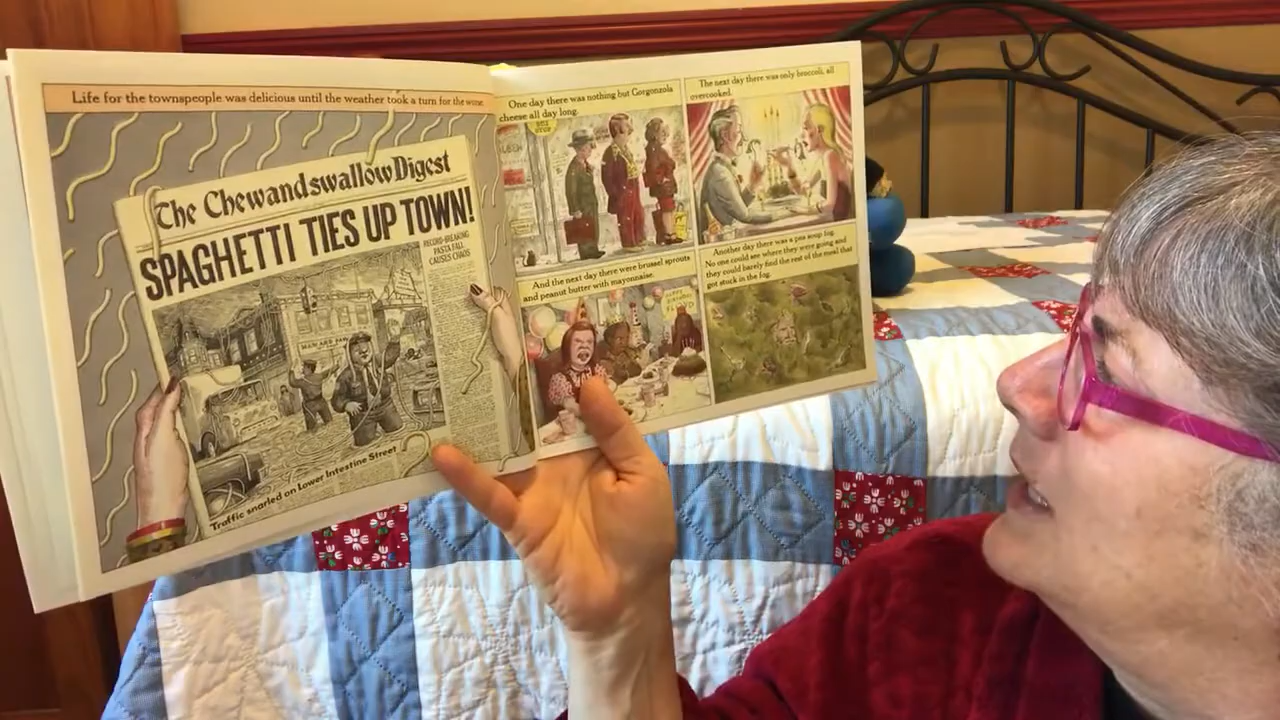 Life for the townspeople was delicious until the weather took a turn for the worse.
The ChewandswallowDigest
SPAGHETTI TIES UP TOWN!
RECORD-BREAKING
PASTA FALL
CAUSES CHAOS
Traffic snarled on Lower Intestine Street
One day there was nothing but Gorgonzola
cheese all day long.
BUS
STOP
The next day there was only broccoli, all
overcooked.
And the next day there were brussel sprouts
and peanut butter with mayonnaise.
HAPPY
BIRTHDAY
Another day there was a pea soup fog.
No one could see where they were going and
they could barely find the rest of the meal that
got stuck in the fog.